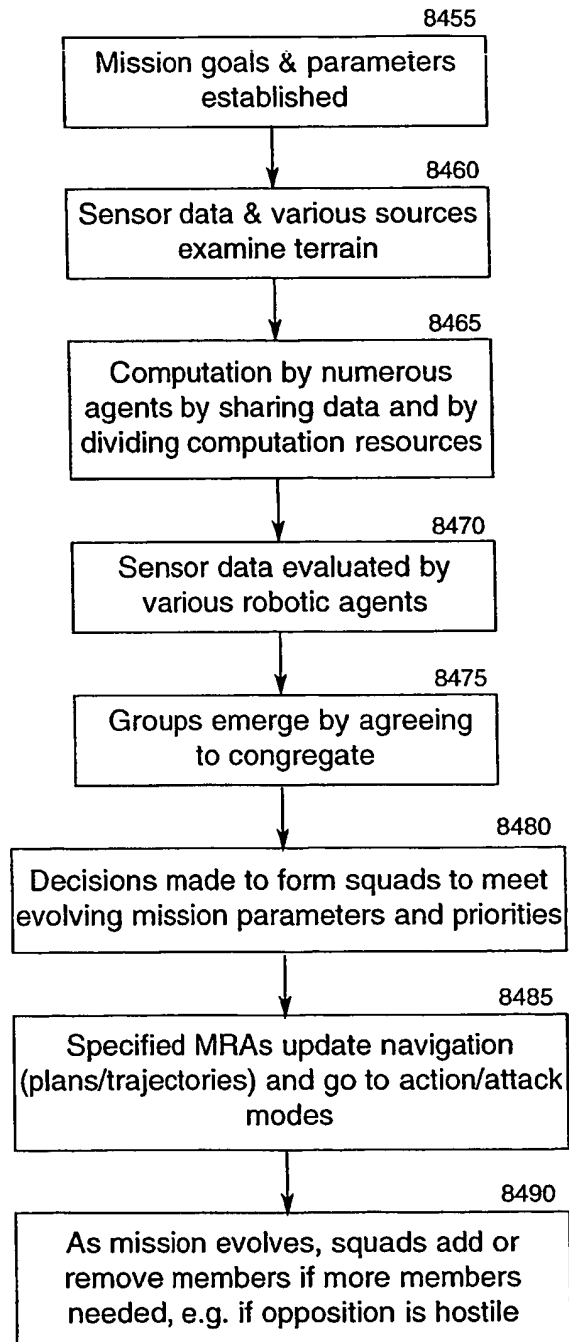 8455
Mission goals & parameters
established
8460
Sensor data & various sources
examine terrain
8465
Computation by numerous
agents by sharing data and by
dividing computation resources
8470
Sensor data evaluated by
various robotic agents
8475
Groups emerge by agreeing
to congregate
8480
Decisions made to form squads to meet
evolving mission parameters and priorities
8485
Specified MRAs update navigation
(plans/trajectories) and go to action/attack
modes
8490
As mission evolves, squads add or
remove members if more members
needed, e.g. if opposition is hostile